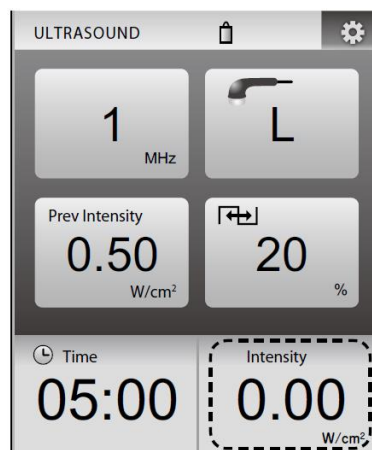 ULTRASOUND
1
MHz
L
Prev Intensity
0.50
W/cm²
20
%
Time
05:00
Intensity
0.00
W/cm²